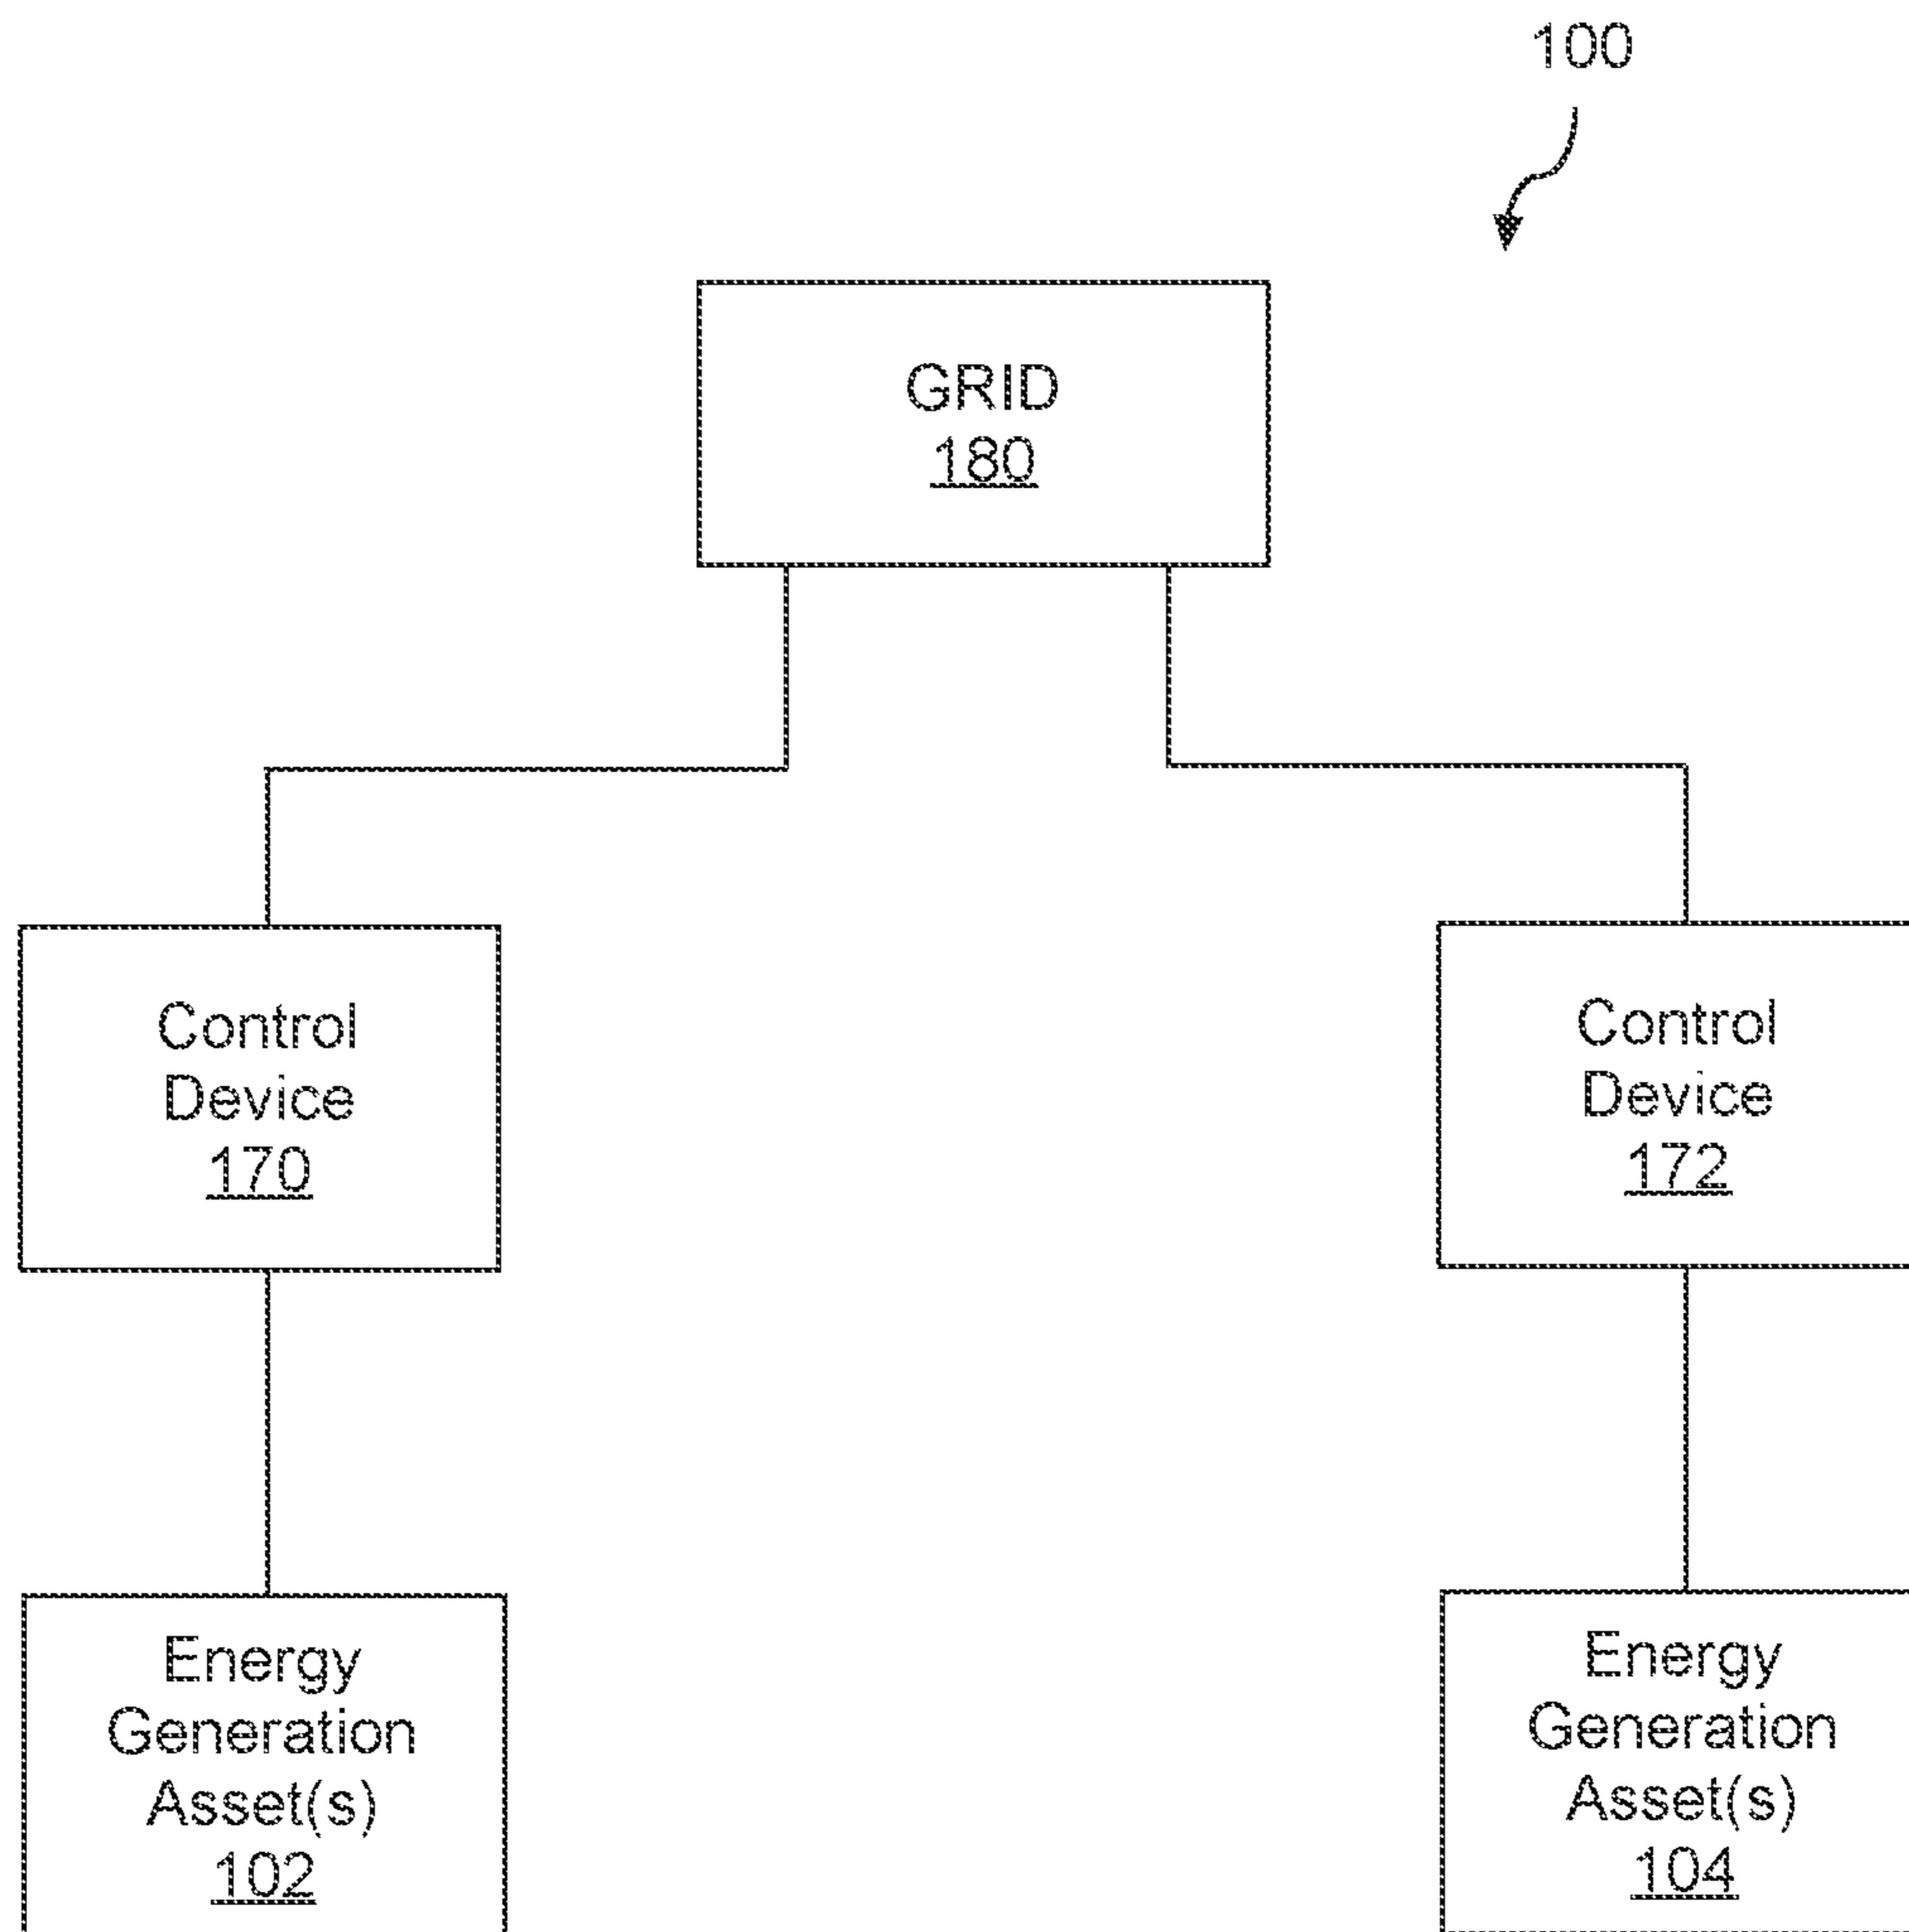 100
GRID
180
Control
Device
170
Control
Device
172
Energy
Generation
Asset(s)
102
Energy
Generation
Asset(s)
104